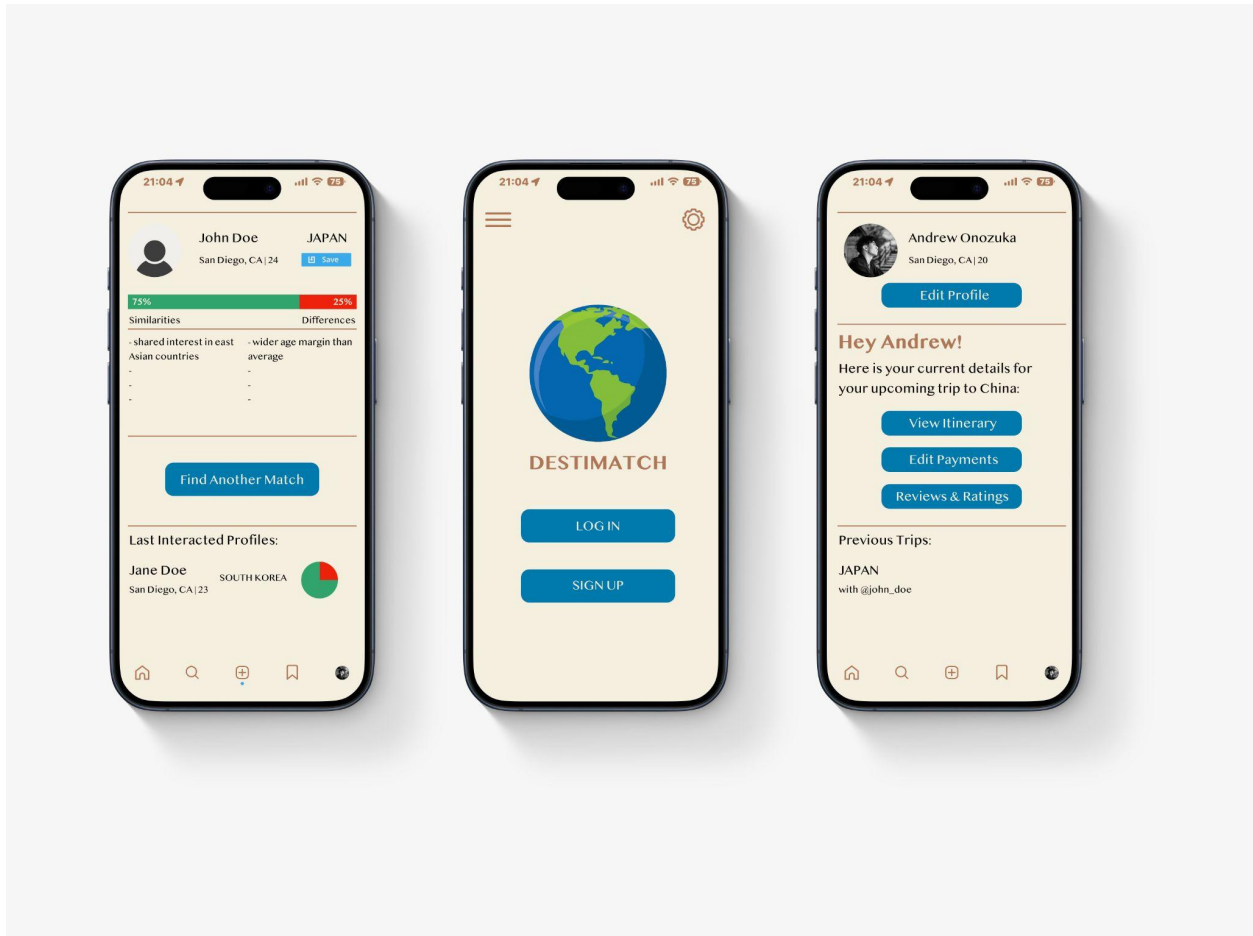 21:04
75
John Doe
JAPAN
San Diego, CA | 24
Save
75%
25%
Similarities
Differences
- shared interest in east
Asian countries
-
-
-
- wider age margin than
average
-
-
-
Find Another Match
Last Interacted Profiles:
Jane Doe
SOUTH KOREA
San Diego, CA | 23
21:04
75
DESTIMATCH
LOG IN
SIGN UP
21:04
75
Andrew Onozuka
San Diego, CA | 20
Edit Profile
Hey Andrew!
Here is your current details for
your upcoming trip to China:
View Itinerary
Edit Payments
Reviews & Ratings
Previous Trips:
JAPAN
with @john_doe